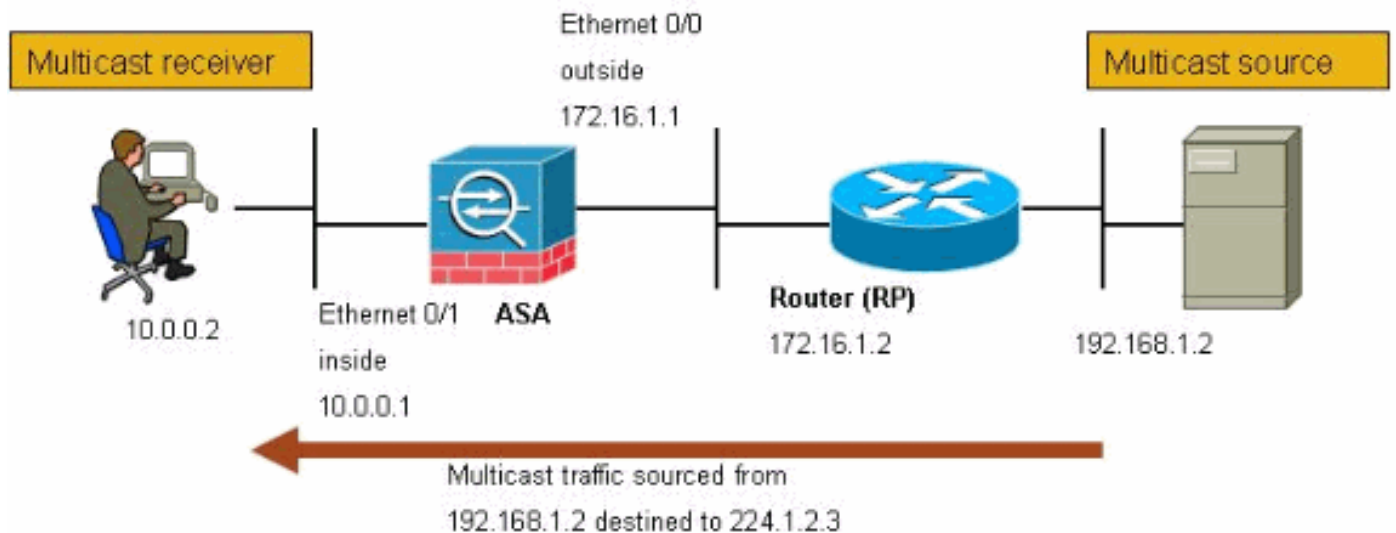 Multicast receiver
Ethernet 0/0
outside
172.16.1.1
Multicast source
10.0.0.2
Ethernet 0/1
inside
10.0.0.1
ASA
Router (RP)
172.16.1.2
192.168.1.2
Multicast traffic sourced from
192.168.1.2 destined to 224.1.2.3